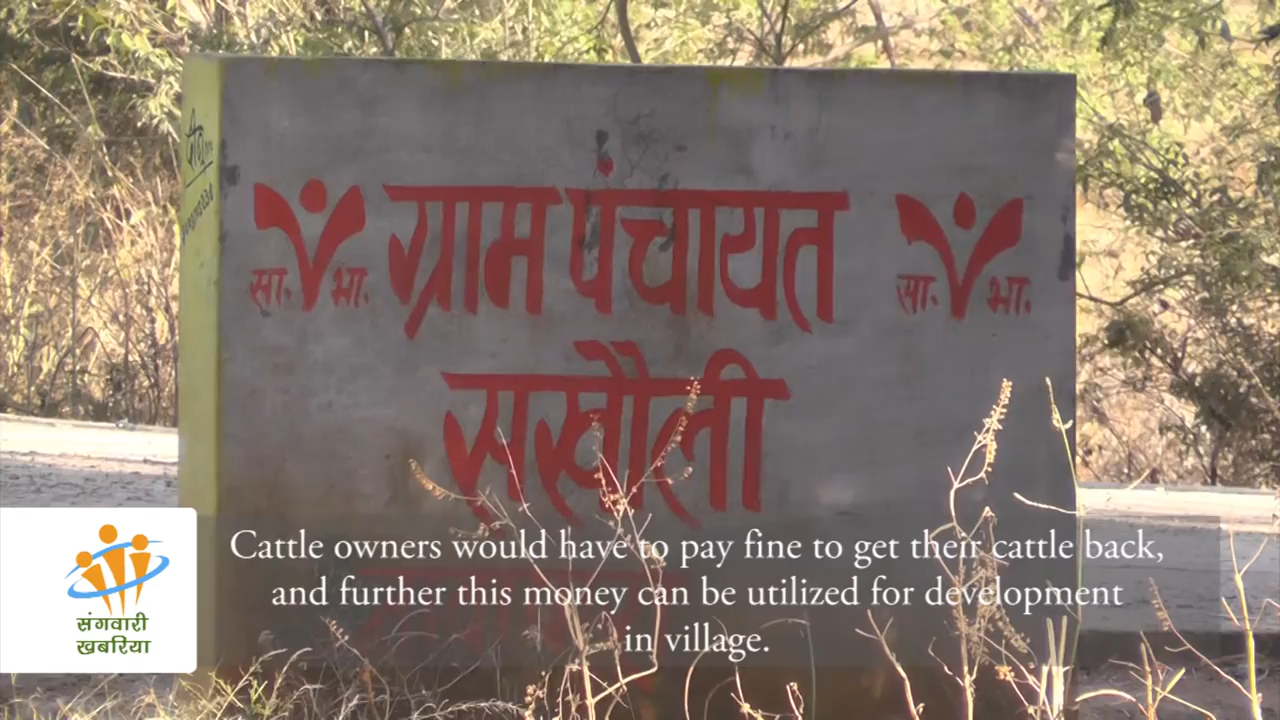 सा. भा. ग्राम पंचायत सा. भा.
सखौली
Cattle owners would have to pay fine to get their cattle back,
and further this money can be utilized for development
in village.
संगवारी
खबरिया